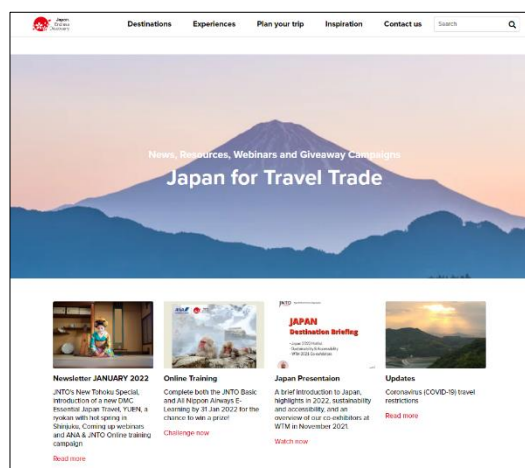 Japan
Endless
Discovery.
Destinations
Experiences
Plan your trip
Inspiration
Contact us
Search
News, Resources, Webinars and Giveaway Campaigns
Japan for Travel Trade
ANA
JNTO
JAPAN
Destination Briefing
Newsletter JANUARY 2022
JNTO's New Tohoku Special,
introduction of a new DMC
Essential Japan Travel, YUEN, a
ryokan with hot spring in
Shinjuku, Coming up webinars
and ANA & JNTO Online training
campaign
Read more
Online Training
Complete both the JNTO Basic
and All Nippon Airways E-
Learning by 31 Jan 2022 for the
chance to win a prize!
Challenge now
Japan Presentaion
A brief introduction to Japan,
highlights in 2022, sustainability
and accessibility, and an
overview of our co-exhibitors at
WTM in November 2021.
Watch now
Updates
Coronavirus (COVID-19) travel
restrictions
Read more